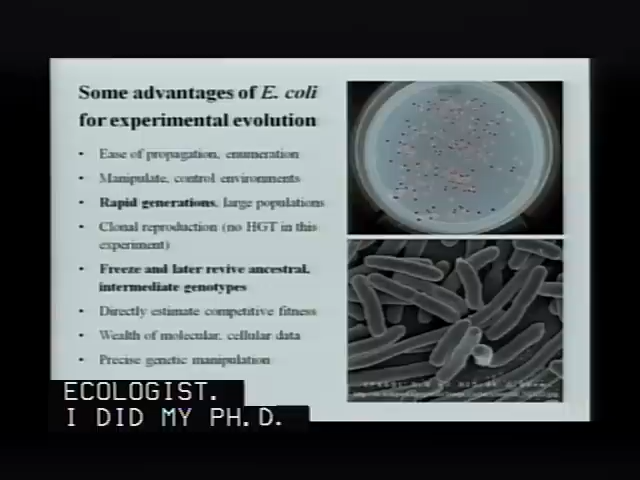 Some advantages of E. coli
for experimental evolution
• Ease of propagation, enumeration
• Manipulate, control environments
• Rapid generations, large populations
• Clonal reproduction (no HGT in this
experiment)
• Freeze and later revive ancestral,
intermediate genotypes
• Directly estimate competitive fitness
• Wealth of molecular, cellular data
• Precise genetic manipulation
ECOLOGIST.
I DID MY PH.D.